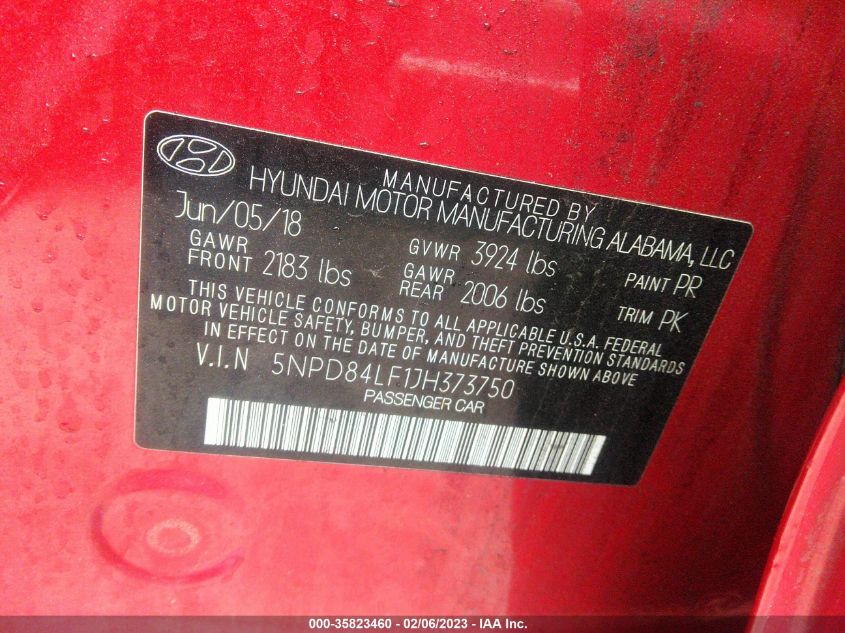 MANUFACTURED BY
HYUNDAI MOTOR MANUFACTURING ALABAMA, LLC
Jun/05/18
GAWR FRONT 2183 lbs
GVWR 3924 lbs
GAWR REAR 2006 lbs
PAINT PR
TRIM PK
THIS VEHICLE CONFORMS TO ALL APPLICABLE U.S.A. FEDERAL
MOTOR VEHICLE SAFETY, BUMPER, AND THEFT PREVENTION STANDARDS
IN EFFECT ON THE DATE OF MANUFACTURE SHOWN ABOVE.
V.I.N 5NPD84LF1JH373750
PASSENGER CAR
000-35823460 - 02/06/2023 - IAA Inc.